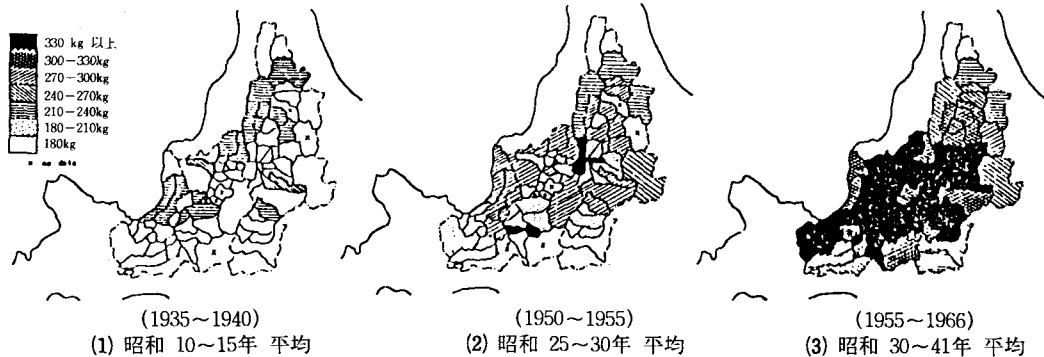 330 kg 以上
300-330kg
270-300kg
240-270kg
210-240kg
180-210kg
180kg
× no data
(1935～1940)
(1) 昭和 10～15年 平均
(1950～1955)
(2) 昭和 25～30年 平均
(1955～1966)
(3) 昭和 30～41年 平均